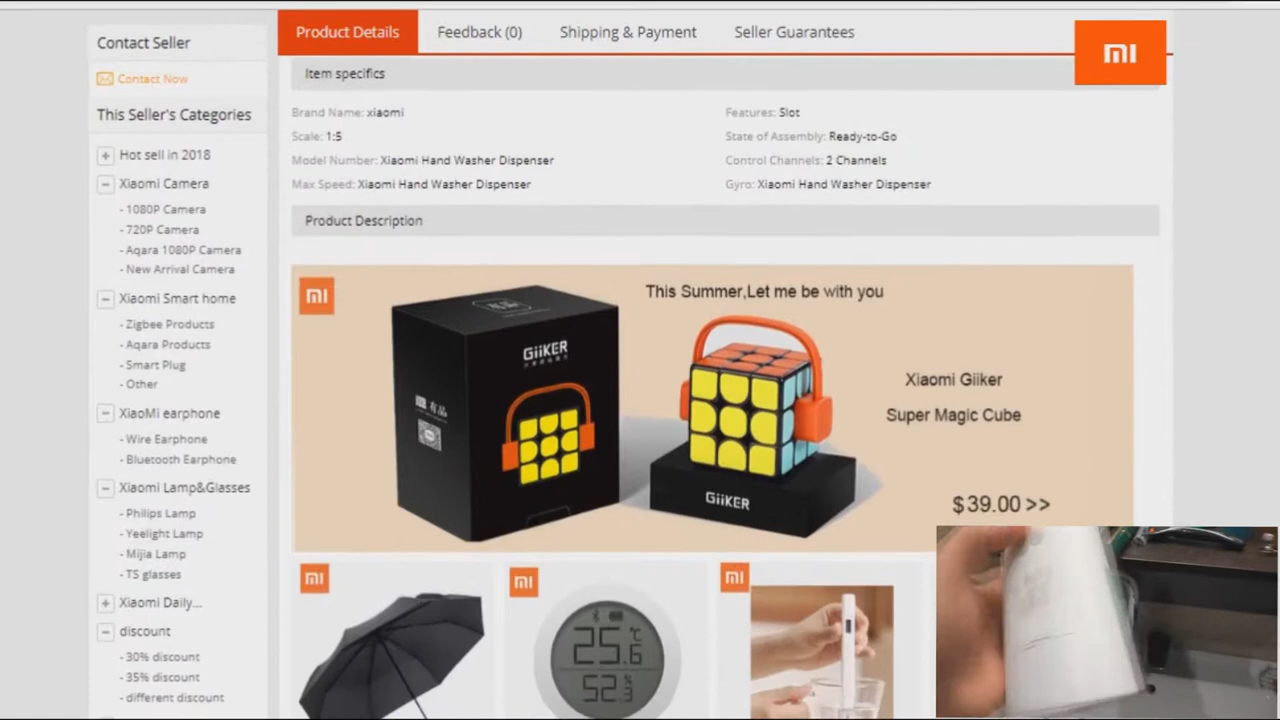 Contact Seller
Contact Now
This Seller's Categories
Hot sell in 2018
Xiaomi Camera
- 1080P Camera
- 720P Camera
- Aqara 1080P Camera
- New Arrival Camera
Xiaomi Smart home
- Zigbee Products
- Aqara Products
- Smart Plug
- Other
XiaoMi earphone
- Wire Earphone
- Bluetooth Earphone
Xiaomi Lamp&Glasses
- Philips Lamp
- Yeelight Lamp
- Mijia Lamp
- TS glasses
Xiaomi Daily...
discount
- 30% discount
- 35% discount
- different discount
Product Details
Feedback (0)
Shipping & Payment
Seller Guarantees
mi
Item specifics
Brand Name: xiaomi
Features: Slot
Scale: 1:5
State of Assembly: Ready-to-Go
Model Number: Xiaomi Hand Washer Dispenser
Control Channels: 2 Channels
Max Speed: Xiaomi Hand Washer Dispenser
Gyro: Xiaomi Hand Washer Dispenser
Product Description
mi
This Summer,Let me be with you
GiiKER
有品
GiiKER
Xiaomi Giiker
Super Magic Cube
$39.00 >>
mi
mi
mi
25.6 ℃
52.3